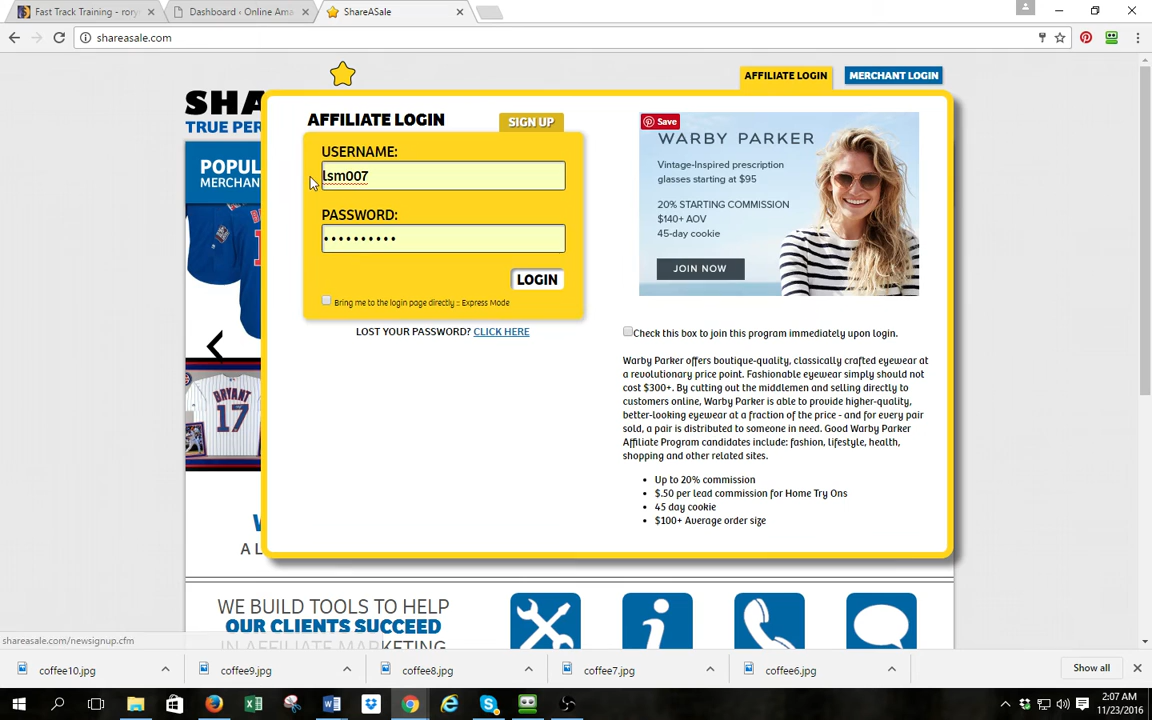 Fast Track Training - rory
Dashboard ‹ Online Ama
ShareASale
shareasale.com
AFFILIATE LOGIN
MERCHANT LOGIN
SHA
TRUE PER
POPUL
MERCHAN
AFFILIATE LOGIN
SIGN UP
USERNAME:
lsm007
PASSWORD:
LOGIN
Bring me to the login page directly :: Express Mode
LOST YOUR PASSWORD? CLICK HERE
Save
WARBY PARKER
Vintage-Inspired prescription
glasses starting at $95
20% STARTING COMMISSION
$140+ AOV
45-day cookie
JOIN NOW
Check this box to join this program immediately upon login.
Warby Parker offers boutique-quality, classically crafted eyewear at
a revolutionary price point. Fashionable eyewear simply should not
cost $300+. By cutting out the middlemen and selling directly to
customers online, Warby Parker is able to provide higher-quality,
better-looking eyewear at a fraction of the price - and for every pair
sold, a pair is distributed to someone in need. Good Warby Parker
Affiliate Program candidates include: fashion, lifestyle, health,
shopping and other related sites.
Up to 20% commission
$.50 per lead commission for Home Try Ons
45 day cookie
$100+ Average order size
BRYANT
17
A L
WE BUILD TOOLS TO HELP
OUR CLIENTS SUCCEED
IN AFFILIATE MARKETING
shareasale.com/newsignup.cfm
coffee10.jpg
coffee9.jpg
coffee8.jpg
coffee7.jpg
coffee6.jpg
Show all
2:07 AM
11/23/2016